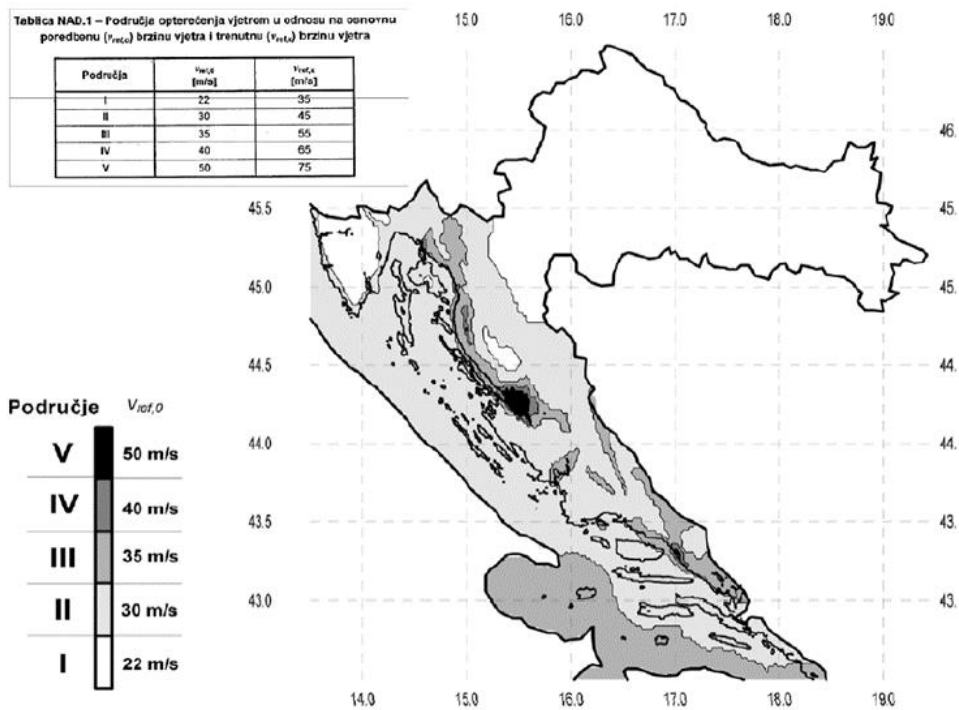 Tablica NAD.1 – Područja opterećenja vjetrom u odnosu na osnovnu
poredbenu (vref,o) brzinu vjetra i trenutnu (vref,x) brzinu vjetra
Područja vref,o [m/s] vref,x [m/s]
I 22 35
II 30 45
III 35 55
IV 40 65
V 50 75
15.0 16.0 17.0 18.0 19.0
46.
45.5 45.
45.0 45.
44.5 44.
44.0 44.
43.5 43.
43.0 43.
14.0 15.0 16.0 17.0 18.0 19.0
Područje Vref,0
V 50 m/s
IV 40 m/s
III 35 m/s
II 30 m/s
I 22 m/s